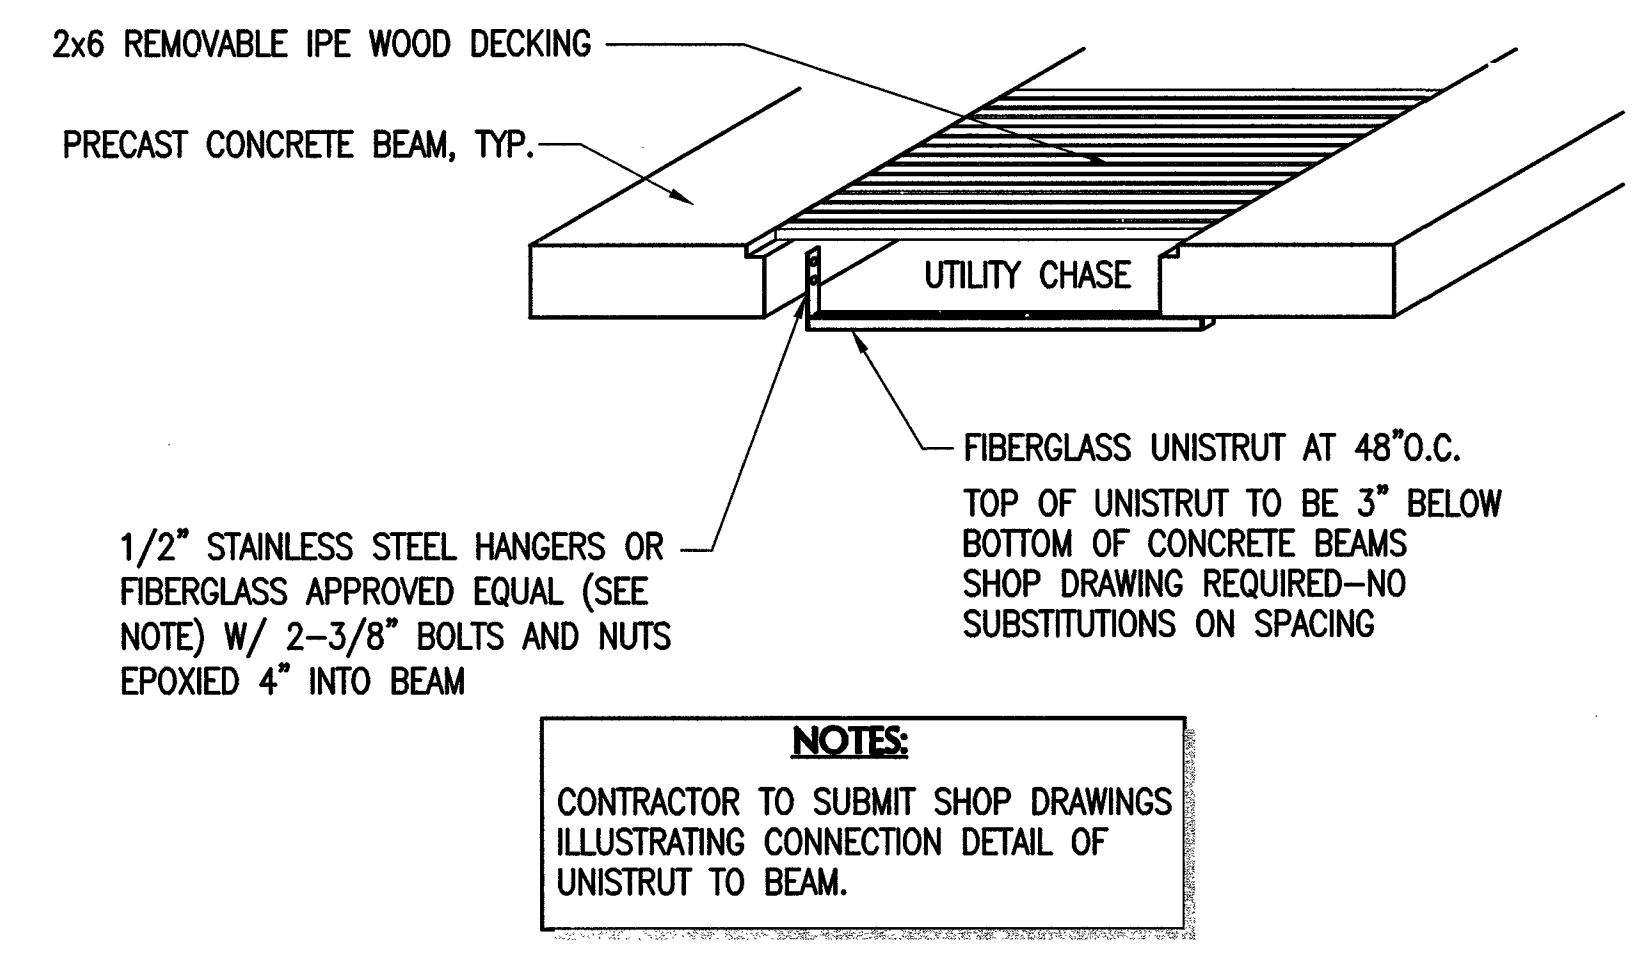 2x6 REMOVABLE IPE WOOD DECKING
PRECAST CONCRETE BEAM, TYP.
UTILITY CHASE
FIBERGLASS UNISTRUT AT 48"O.C.
TOP OF UNISTRUT TO BE 3" BELOW
BOTTOM OF CONCRETE BEAMS
SHOP DRAWING REQUIRED-NO
SUBSTITUTIONS ON SPACING
1/2" STAINLESS STEEL HANGERS OR
FIBERGLASS APPROVED EQUAL (SEE
NOTE) W/ 2-3/8" BOLTS AND NUTS
EPOXIED 4" INTO BEAM
NOTES:
CONTRACTOR TO SUBMIT SHOP DRAWINGS
ILLUSTRATING CONNECTION DETAIL OF
UNISTRUT TO BEAM.